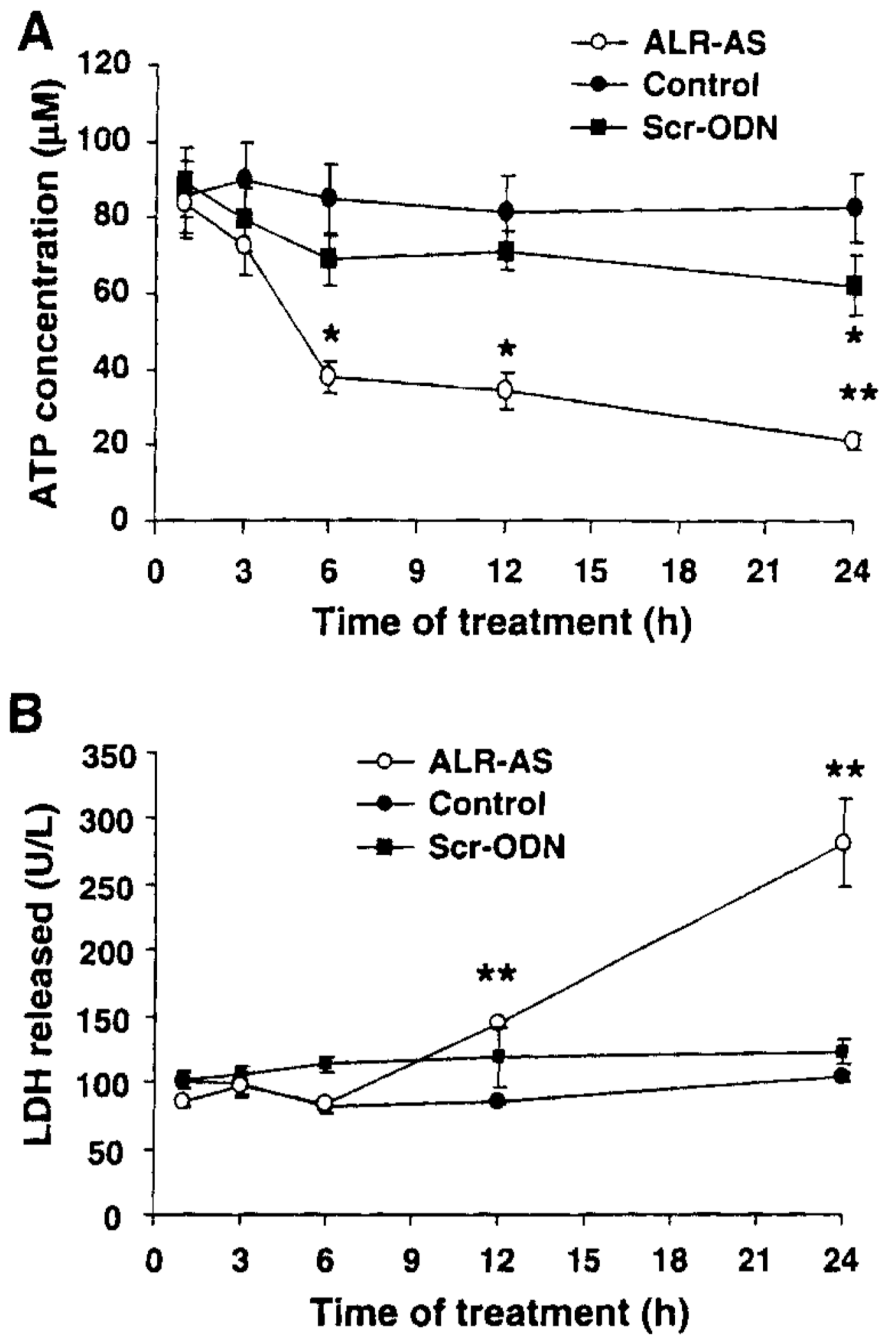 A
ALR-AS
Control
Scr-ODN
ATP concentration (µM)
120
100
80
60
40
20
0
*
*
*
**
0 3 6 9 12 15 18 21 24
Time of treatment (h)
B
ALR-AS
Control
Scr-ODN
LDH released (U/L)
350
300
250
200
150
100
50
0
**
**
0 3 6 9 12 15 18 21 24
Time of treatment (h)